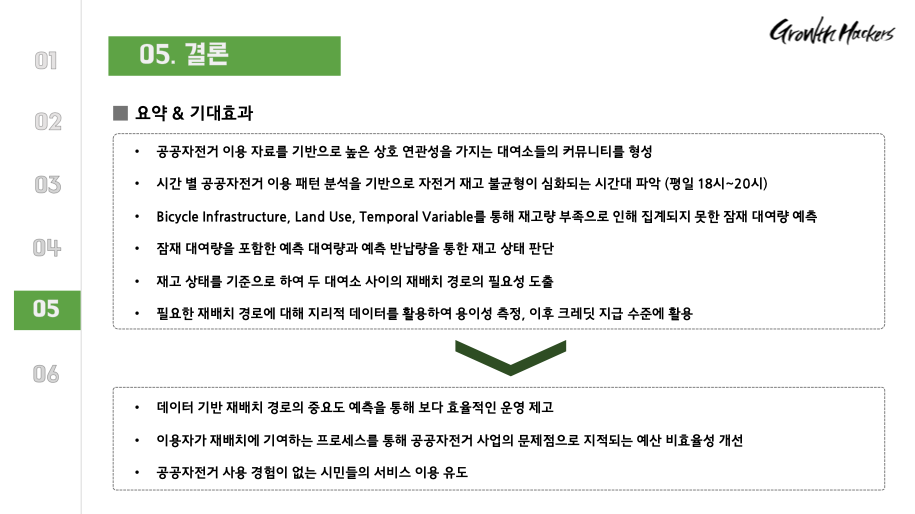 Growth Hackers
01
02
03
04
05
06
05. 결론
요약 & 기대효과
• 공공자전거 이용 자료를 기반으로 높은 상호 연관성을 가지는 대여소들의 커뮤니티를 형성
• 시간 별 공공자전거 이용 패턴 분석을 기반으로 자전거 재고 불균형이 심화되는 시간대 파악 (평일 18시~20시)
• Bicycle Infrastructure, Land Use, Temporal Variable를 통해 재고량 부족으로 인해 집계되지 못한 잠재 대여량 예측
• 잠재 대여량을 포함한 예측 대여량과 예측 반납량을 통한 재고 상태 판단
• 재고 상태를 기준으로 하여 두 대여소 사이의 재배치 경로의 필요성 도출
• 필요한 재배치 경로에 대해 지리적 데이터를 활용하여 용이성 측정, 이후 크레딧 지급 수준에 활용
• 데이터 기반 재배치 경로의 중요도 예측을 통해 보다 효율적인 운영 제고
• 이용자가 재배치에 기여하는 프로세스를 통해 공공자전거 사업의 문제점으로 지적되는 예산 비효율성 개선
• 공공자전거 사용 경험이 없는 시민들의 서비스 이용 유도